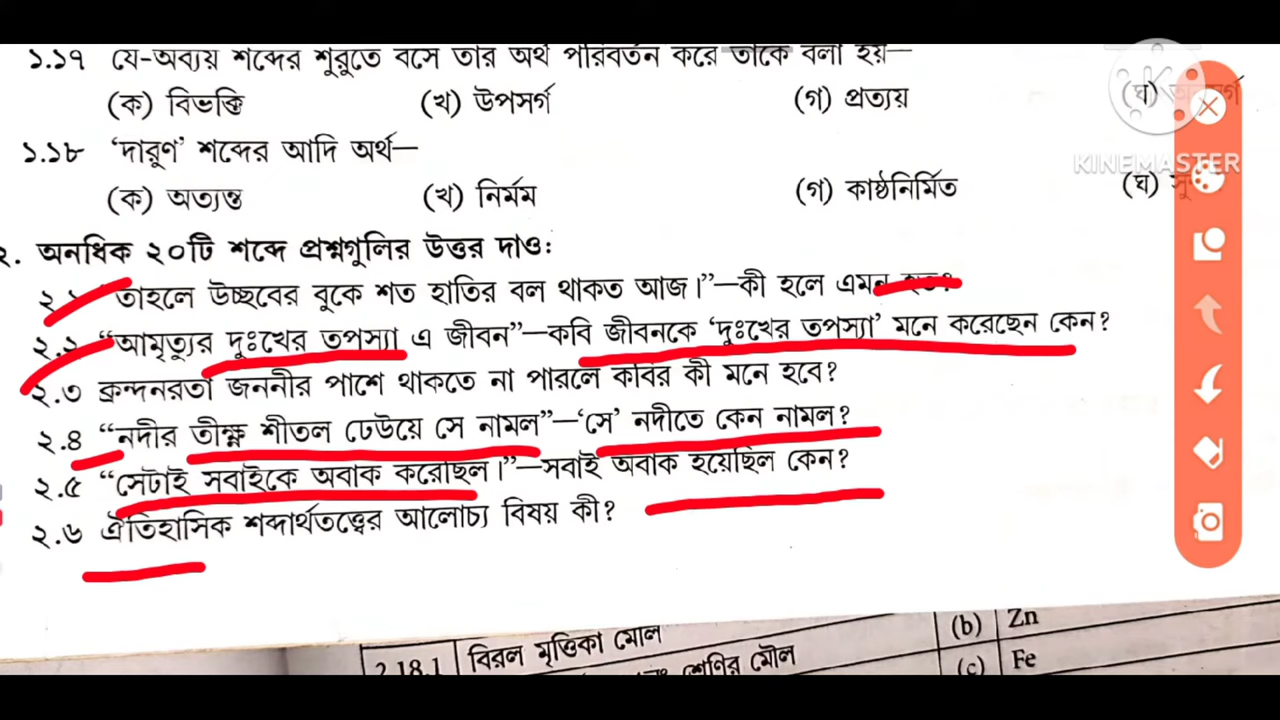 ১.১৭ যে-অব্যয় শব্দের শুরুতে বসে তার অর্থ পরিবর্তন করে তাকে বলা হয়—
(ক) বিভক্তি (খ) উপসর্গ (গ) প্রত্যয় (ঘ)
KINEMASTER
১.১৮ ‘দারুণ’ শব্দের আদি অর্থ—
(ক) অত্যন্ত (খ) নির্মম (গ) কাষ্ঠনির্মিত (ঘ)
২. অনধিক ২০টি শব্দে প্রশ্নগুলির উত্তর দাও:
২.১ তাহলে উচ্ছবের বুকে শত হাতির বল থাকত আজ।”—কী হলে এমন হত?
২.২ “আমৃত্যুর দুঃখের তপস্যা এ জীবন”—কবি জীবনকে ‘দুঃখের তপস্যা’ মনে করেছেন কেন?
২.৩ ক্রন্দনরতা জননীর পাশে থাকতে না পারলে কবির কী মনে হবে?
২.৪ “নদীর তীক্ষ্ণ শীতল ঢেউয়ে সে নামল”—‘সে’ নদীতে কেন নামল?
২.৫ “সেটাই সবাইকে অবাক করেছিল।”—সবাই অবাক হয়েছিল কেন?
২.৬ ঐতিহাসিক শব্দার্থতত্ত্বের আলোচ্য বিষয় কী?
2.18.1 বিরল মৃত্তিকা মৌল (b) Zn
শ্রেণির মৌল (c) Fe